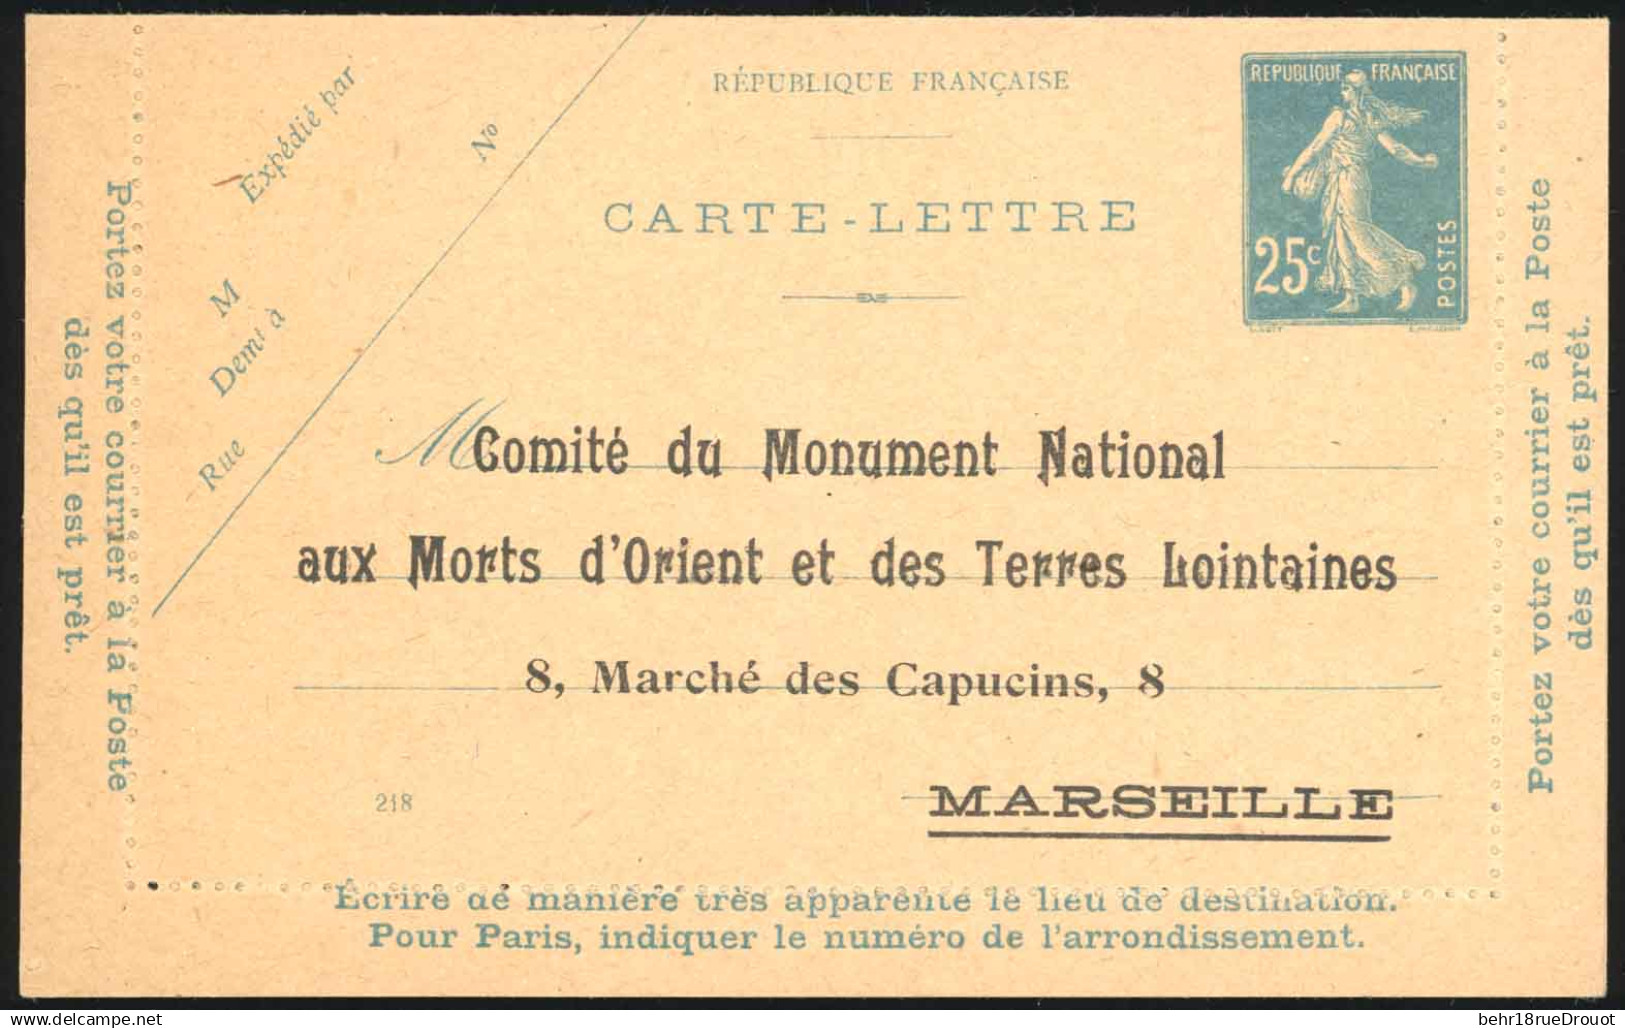 RÉPUBLIQUE FRANÇAISE
CARTE-LETTRE
REPUBLIQUE FRANÇAISE
25c
POSTES
Expédié par
No
M
Demt à
Rue
M
Comité du Monument National
aux Morts d'Orient et des Terres Lointaines
8, Marché des Capucins, 8
MARSEILLE
218
Portez votre courrier à la Poste
dès qu'il est prêt.
Portez votre courrier à la Poste
dès qu'il est prêt.
Écrire de manière très apparente le lieu de destination.
Pour Paris, indiquer le numéro de l'arrondissement.
www.delcampe.net
behr18rueDrouot